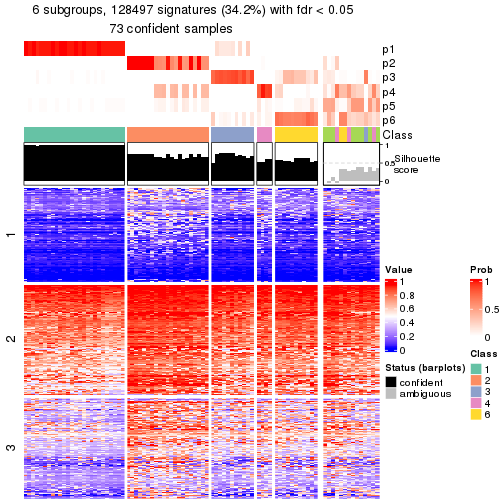 6 subgroups, 128497 signatures (34.2%) with fdr < 0.05
73 confident samples
p1
p2
p3
p4
p5
p6
Class
1
0.5
0
Silhouette
score
1
2
3
Value
1
0.8
0.6
0.4
0.2
0
Prob
1
0.5
0
Status (barplots)
confident
ambiguous
Class
1
2
3
4
6